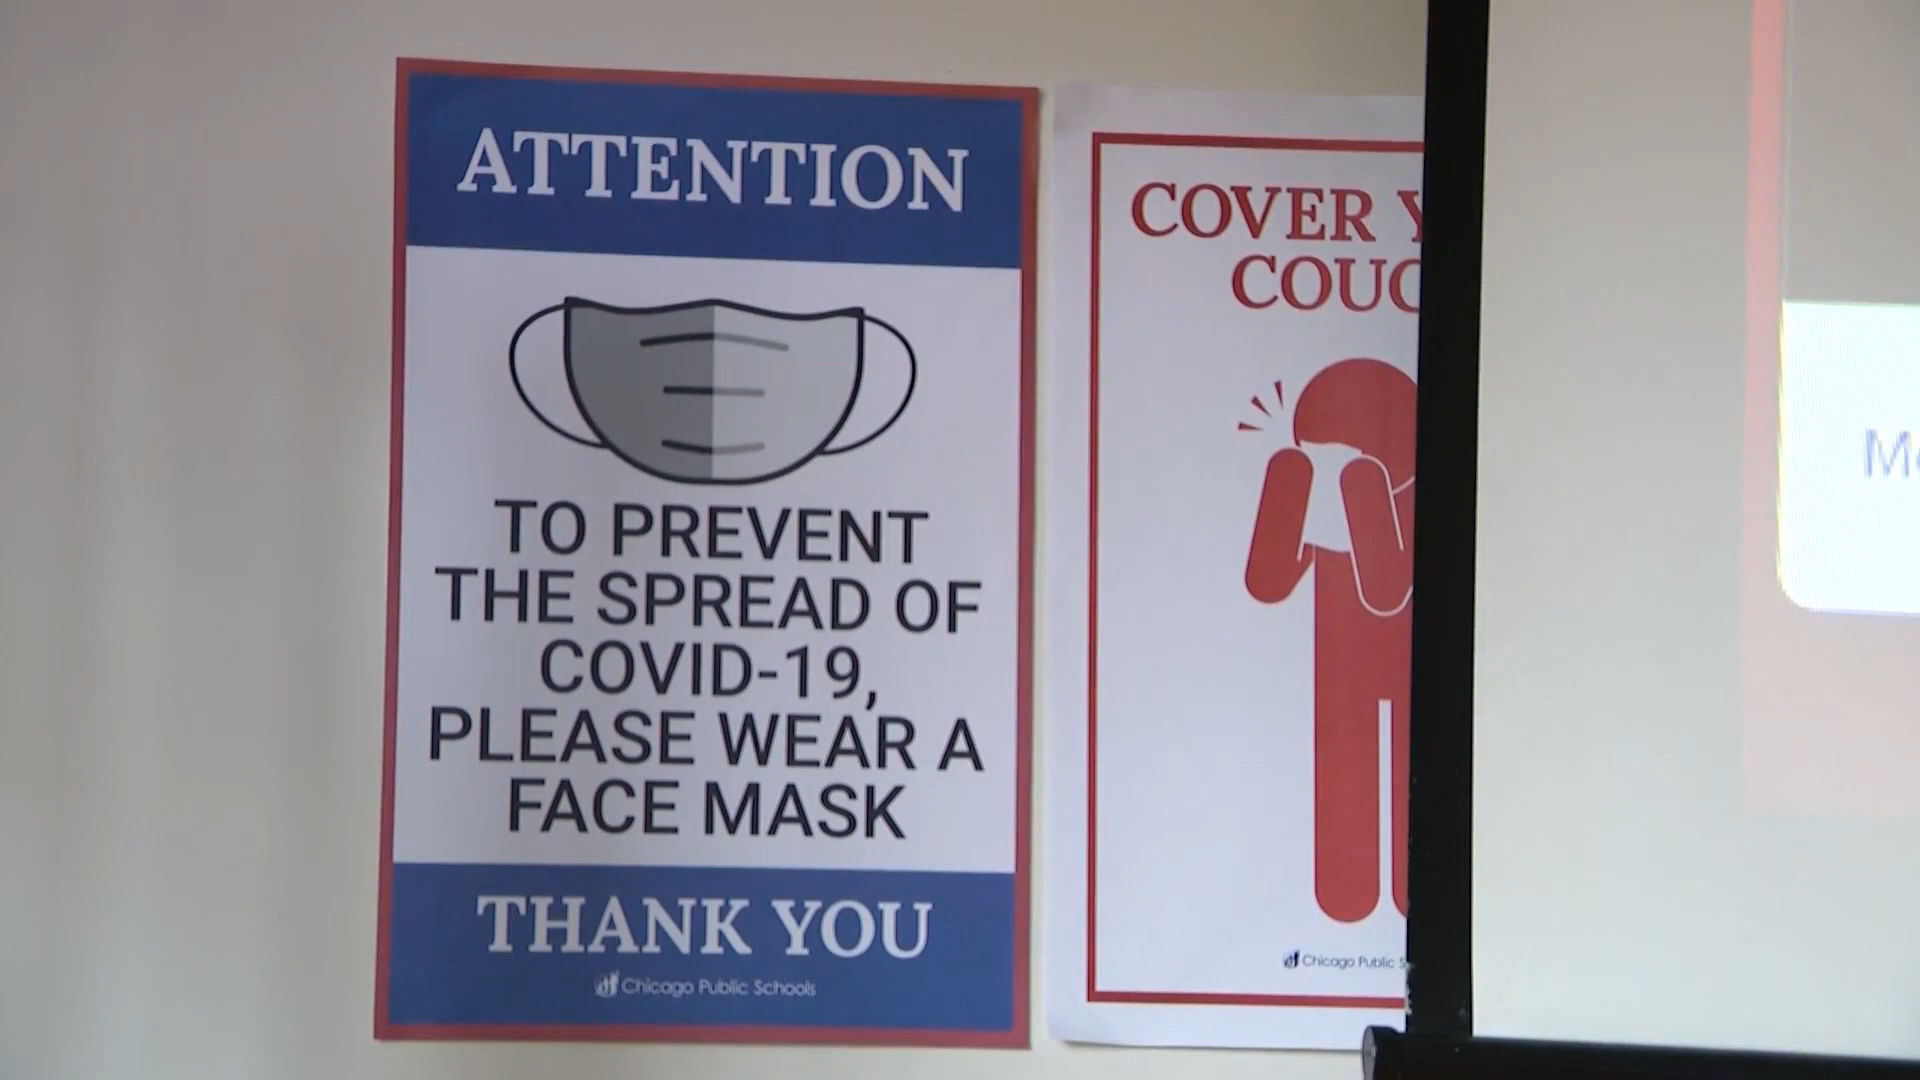 ATTENTION
TO PREVENT
THE SPREAD OF
COVID-19,
PLEASE WEAR A
FACE MASK
THANK YOU
Chicago Public Schools
COVER
COUG
Chicago Public S